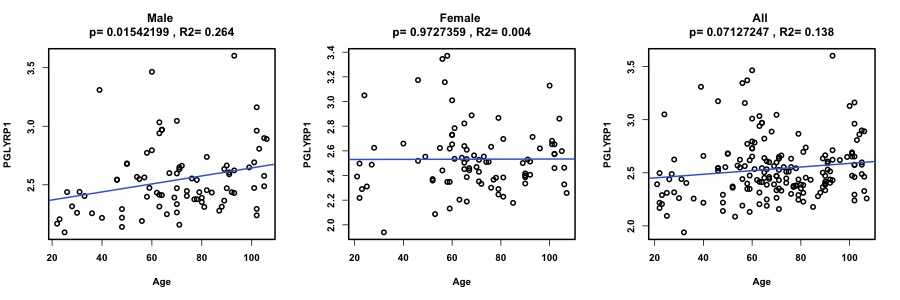 Male
p= 0.01542199 , R2= 0.264
PGLYRP1
3.5
3.0
2.5
20 40 60 80 100
Age
Female
p= 0.9727359 , R2= 0.004
PGLYRP1
3.4
3.2
3.0
2.8
2.6
2.4
2.2
2.0
20 40 60 80 100
Age
All
p= 0.07127247 , R2= 0.138
PGLYRP1
3.5
3.0
2.5
2.0
20 40 60 80 100
Age